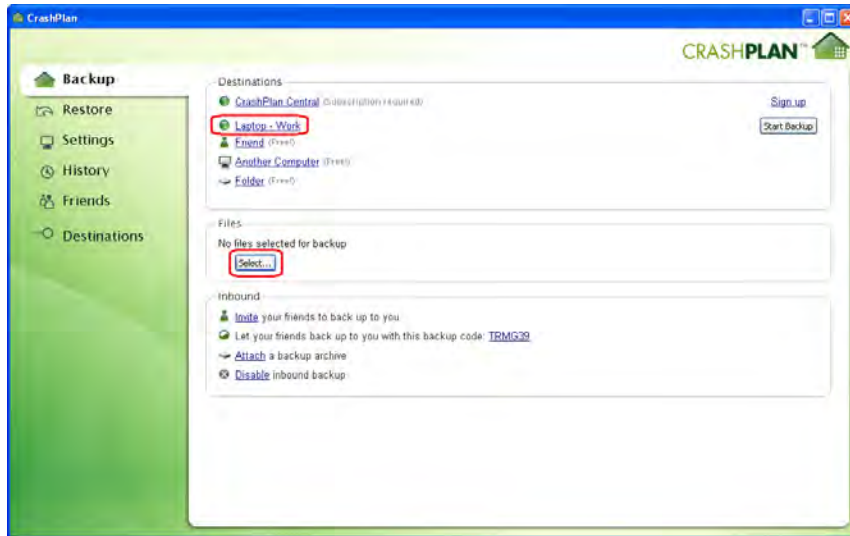 CrashPlan
CRASHPLAN™
Backup
Restore
Settings
History
Friends
Destinations
Destinations
CrashPlan Central (Subscription required) Sign up
Laptop - Work Start Backup
Friend (Free!)
Another Computer (Free!)
Folder (Free!)
Files
No files selected for backup
Select...
Inbound
Invite your friends to back up to you
Let your friends back up to you with this backup code: TRMG39
Attach a backup archive
Disable inbound backup